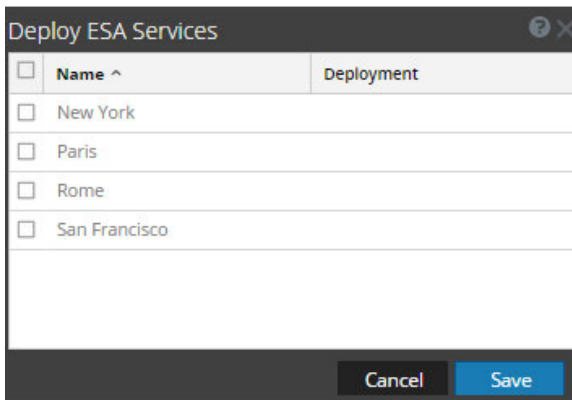 Deploy ESA Services
Name Deployment
New York
Paris
Rome
San Francisco
Cancel Save